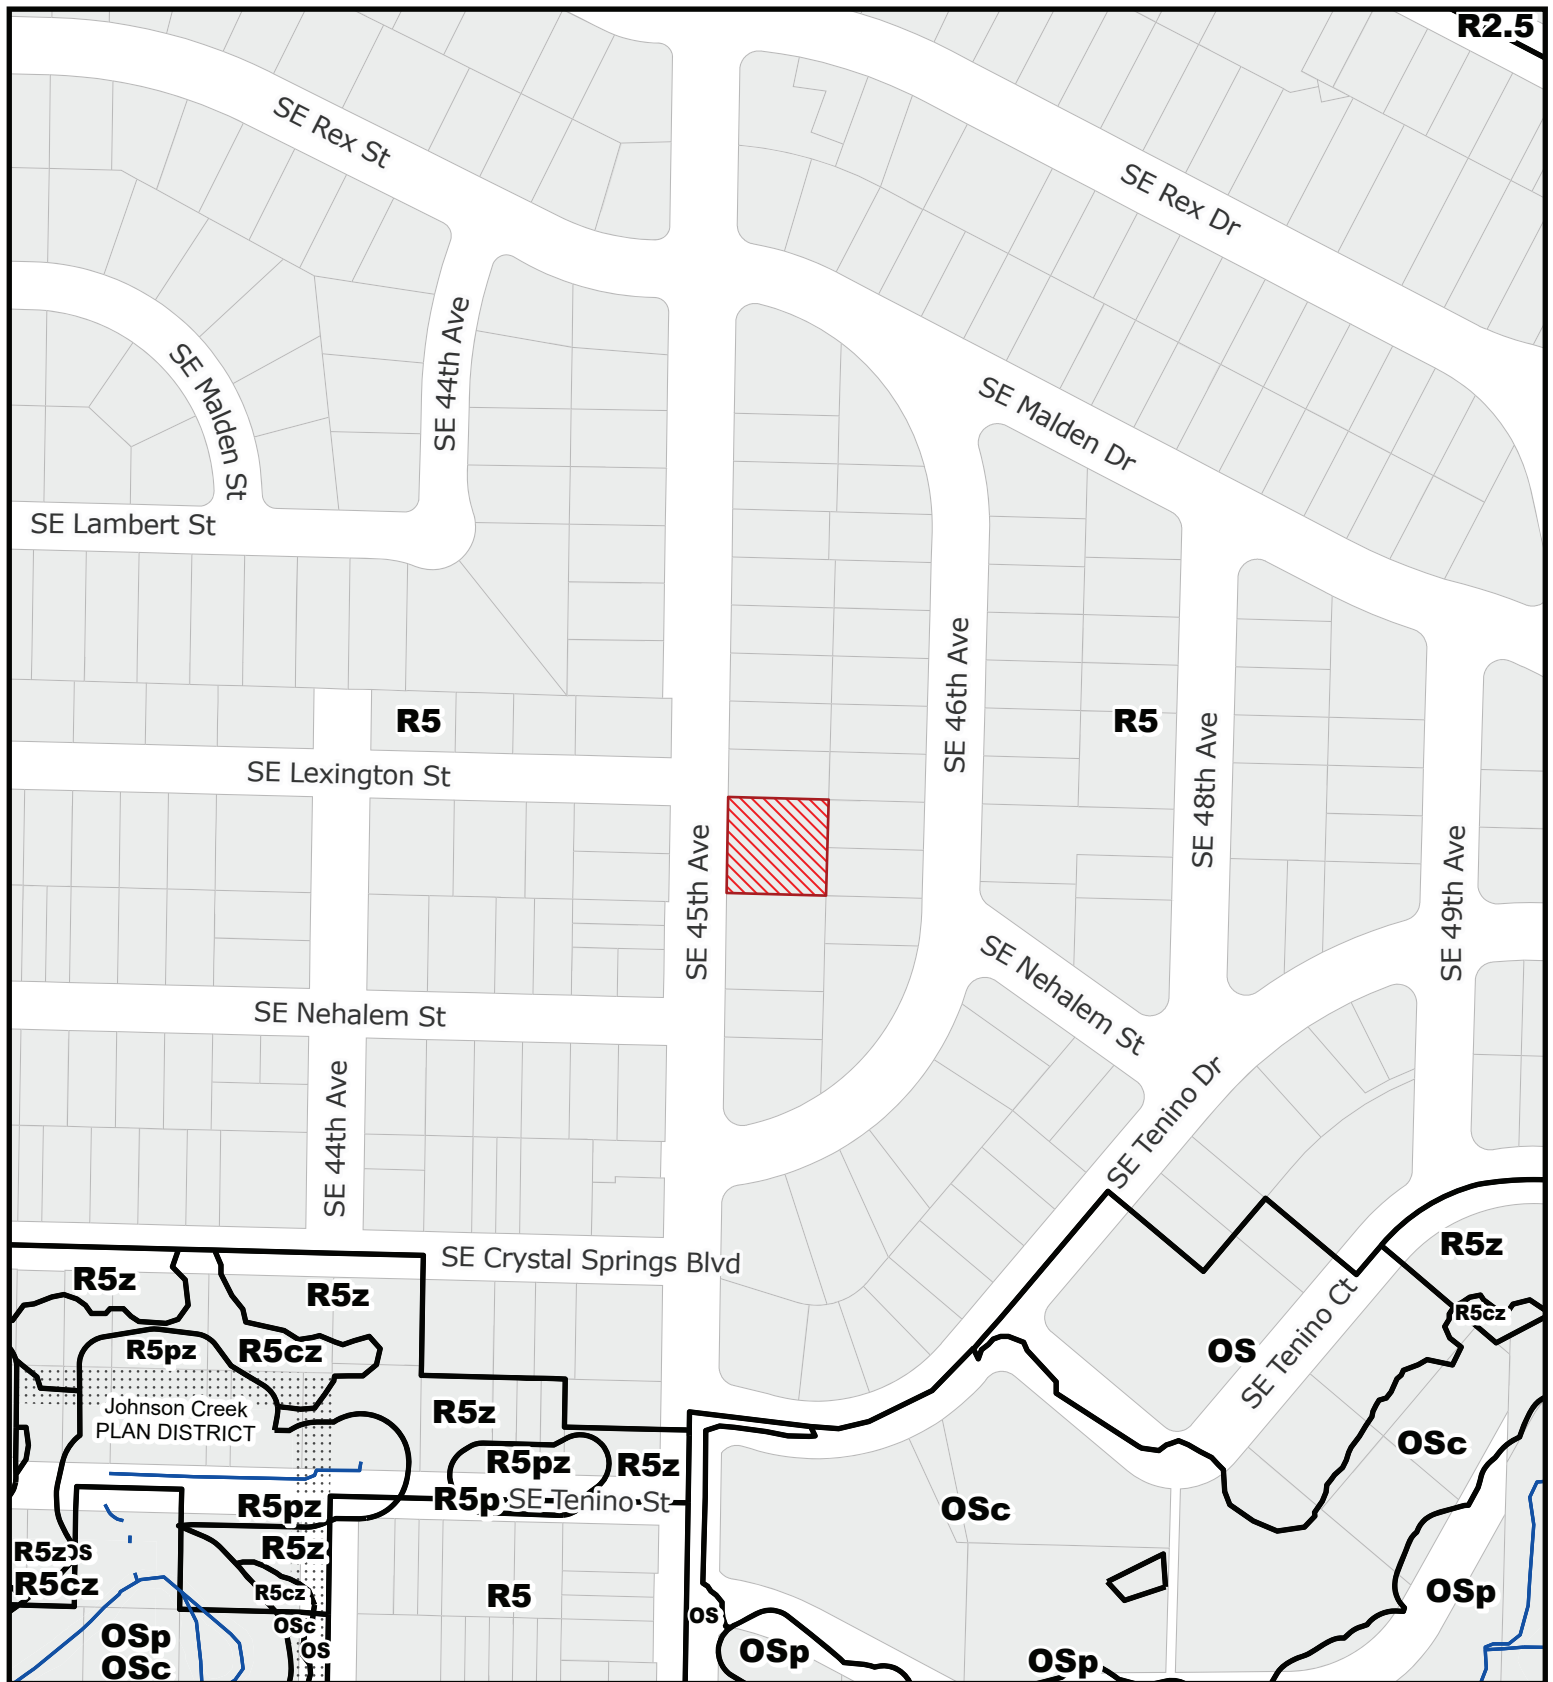 R2.5
SE Rex St
SE Rex Dr
SE 44th Ave
SE Malden St
SE Malden Dr
SE Lambert St
SE 46th Ave
R5
R5
SE 48th Ave
SE Lexington St
SE 45th Ave
SE 49th Ave
SE Nehalem St
SE Nehalem St
SE 44th Ave
SE Tenino Dr
SE Crystal Springs Blvd
R5z
R5z
R5z
R5cz
R5pz
R5cz
OS
SE Tenino Ct
Johnson Creek
PLAN DISTRICT
R5z
OSc
R5pz
R5z
R5pz
R5p
SE Tenino St
OSc
R5z
OS
R5z
R5cz
R5cz
R5
OSp
OS
OSc
OSp
OSc
OS
OSp
OSp